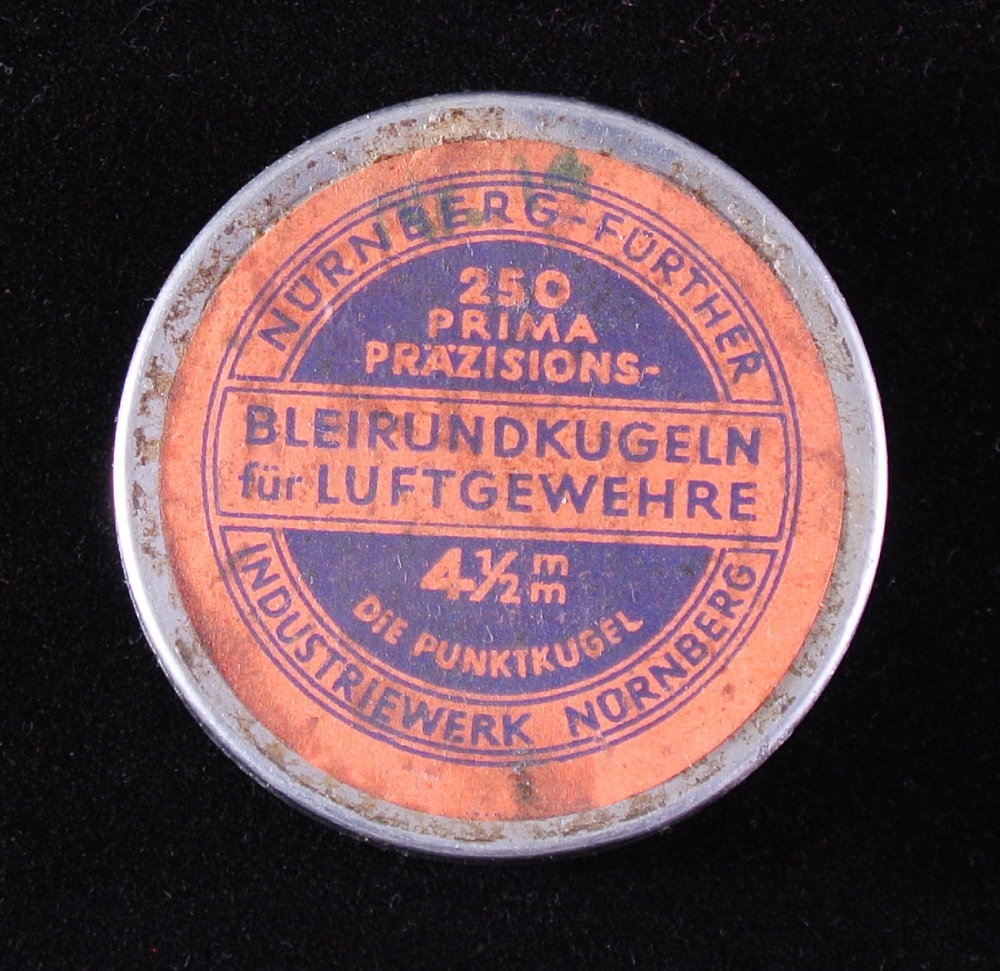 NÜRNBERG-FÜRTHER
250
PRIMA
PRÄZISIONS-
BLEIRUNDKUGELN
für LUFTGEWEHRE
4½ m/m
DiE PUNKTKUGEL
INDUSTRIEWERK NÜRNBERG